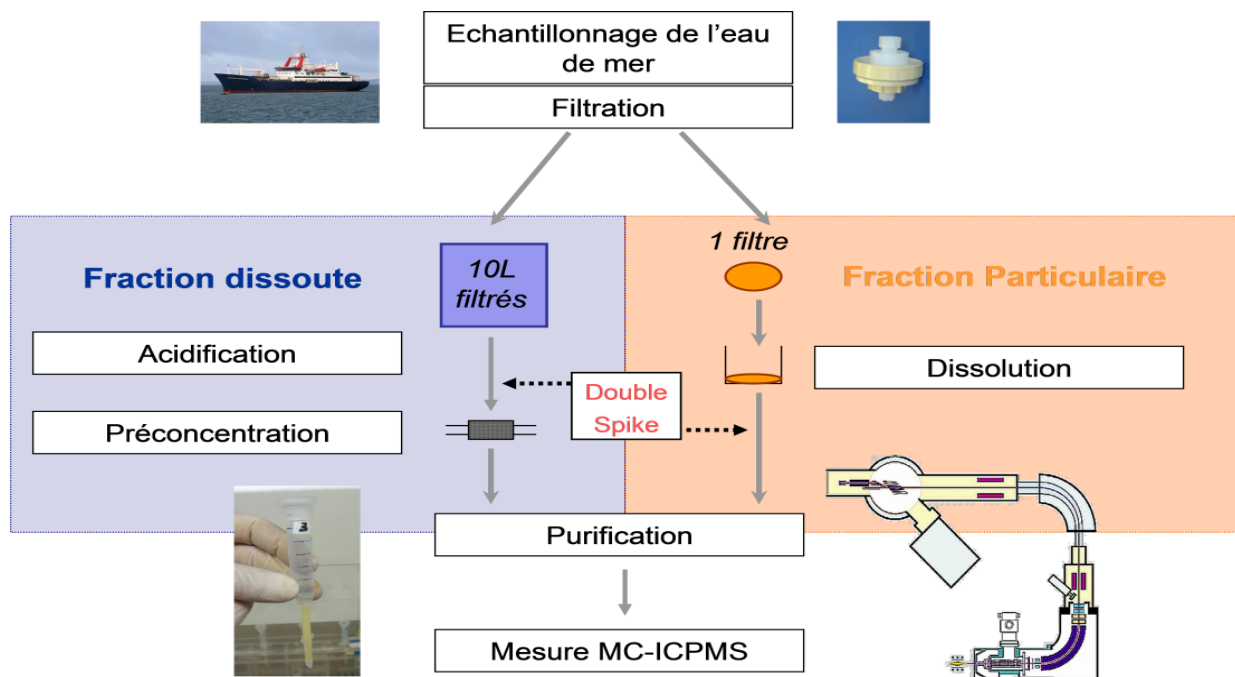 Echantillonnage de l'eau
de mer
Filtration
Fraction dissoute
10L
filtrés
1 filtre
Fraction Particulaire
Acidification
Dissolution
Double
Spike
Préconcentration
3
Purification
Mesure MC-ICPMS